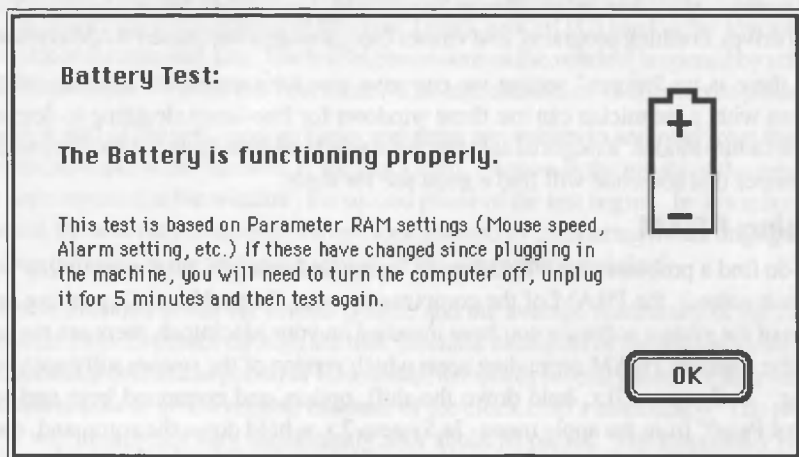 Battery Test:
The Battery is functioning properly.
This test is based on Parameter RAM settings (Mouse speed,
Alarm setting, etc.) If these have changed since plugging in
the machine, you will need to turn the computer off, unplug
it for 5 minutes and then test again.
OK